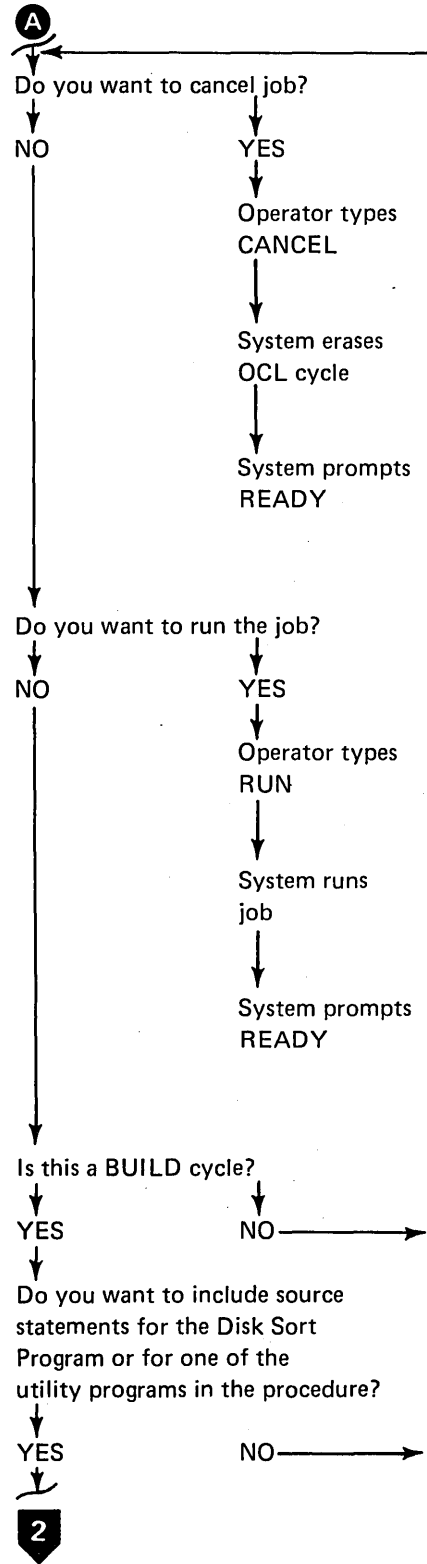 A
Do you want to cancel job?
NO
YES
Operator types
CANCEL
System erases
OCL cycle
System prompts
READY
Do you want to run the job?
NO
YES
Operator types
RUN
System runs
job
System prompts
READY
Is this a BUILD cycle?
YES
NO
Do you want to include source
statements for the Disk Sort
Program or for one of the
utility programs in the procedure?
YES
NO
2